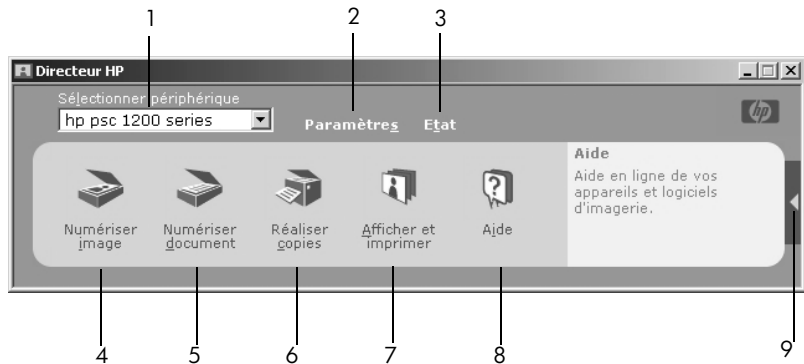 1 2 3
Directeur HP
Sélectionner périphérique
hp psc 1200 series
Paramètres Etat
hp
Numériser image
Numériser document
Réaliser copies
Afficher et imprimer
Aide
Aide
Aide en ligne de vos
appareils et logiciels
d'imagerie.
4 5 6 7 8 9